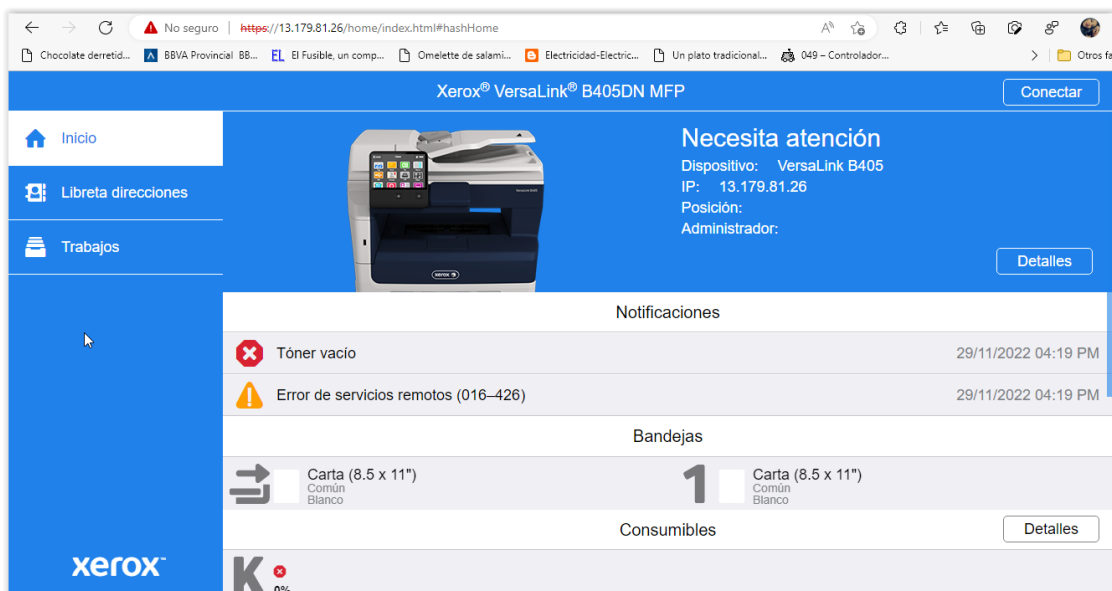 No seguro | https://13.179.81.26/home/index.html#hashHome
Chocolate derretid... BBVA Provincial BB... EL El Fusible, un comp... Omelette de salami... Electricidad-Electric... Un plato tradicional... 049 – Controlador... Otros fa
Xerox® VersaLink® B405DN MFP
Conectar
Inicio
Libreta direcciones
Trabajos
xerox
Necesita atención
Dispositivo: VersaLink B405
IP: 13.179.81.26
Posición:
Administrador:
Detalles
Notificaciones
Tóner vacío 29/11/2022 04:19 PM
Error de servicios remotos (016–426) 29/11/2022 04:19 PM
Bandejas
Carta (8.5 x 11")
Común
Blanco
1 Carta (8.5 x 11")
Común
Blanco
Consumibles
Detalles
K
0%
xerox™